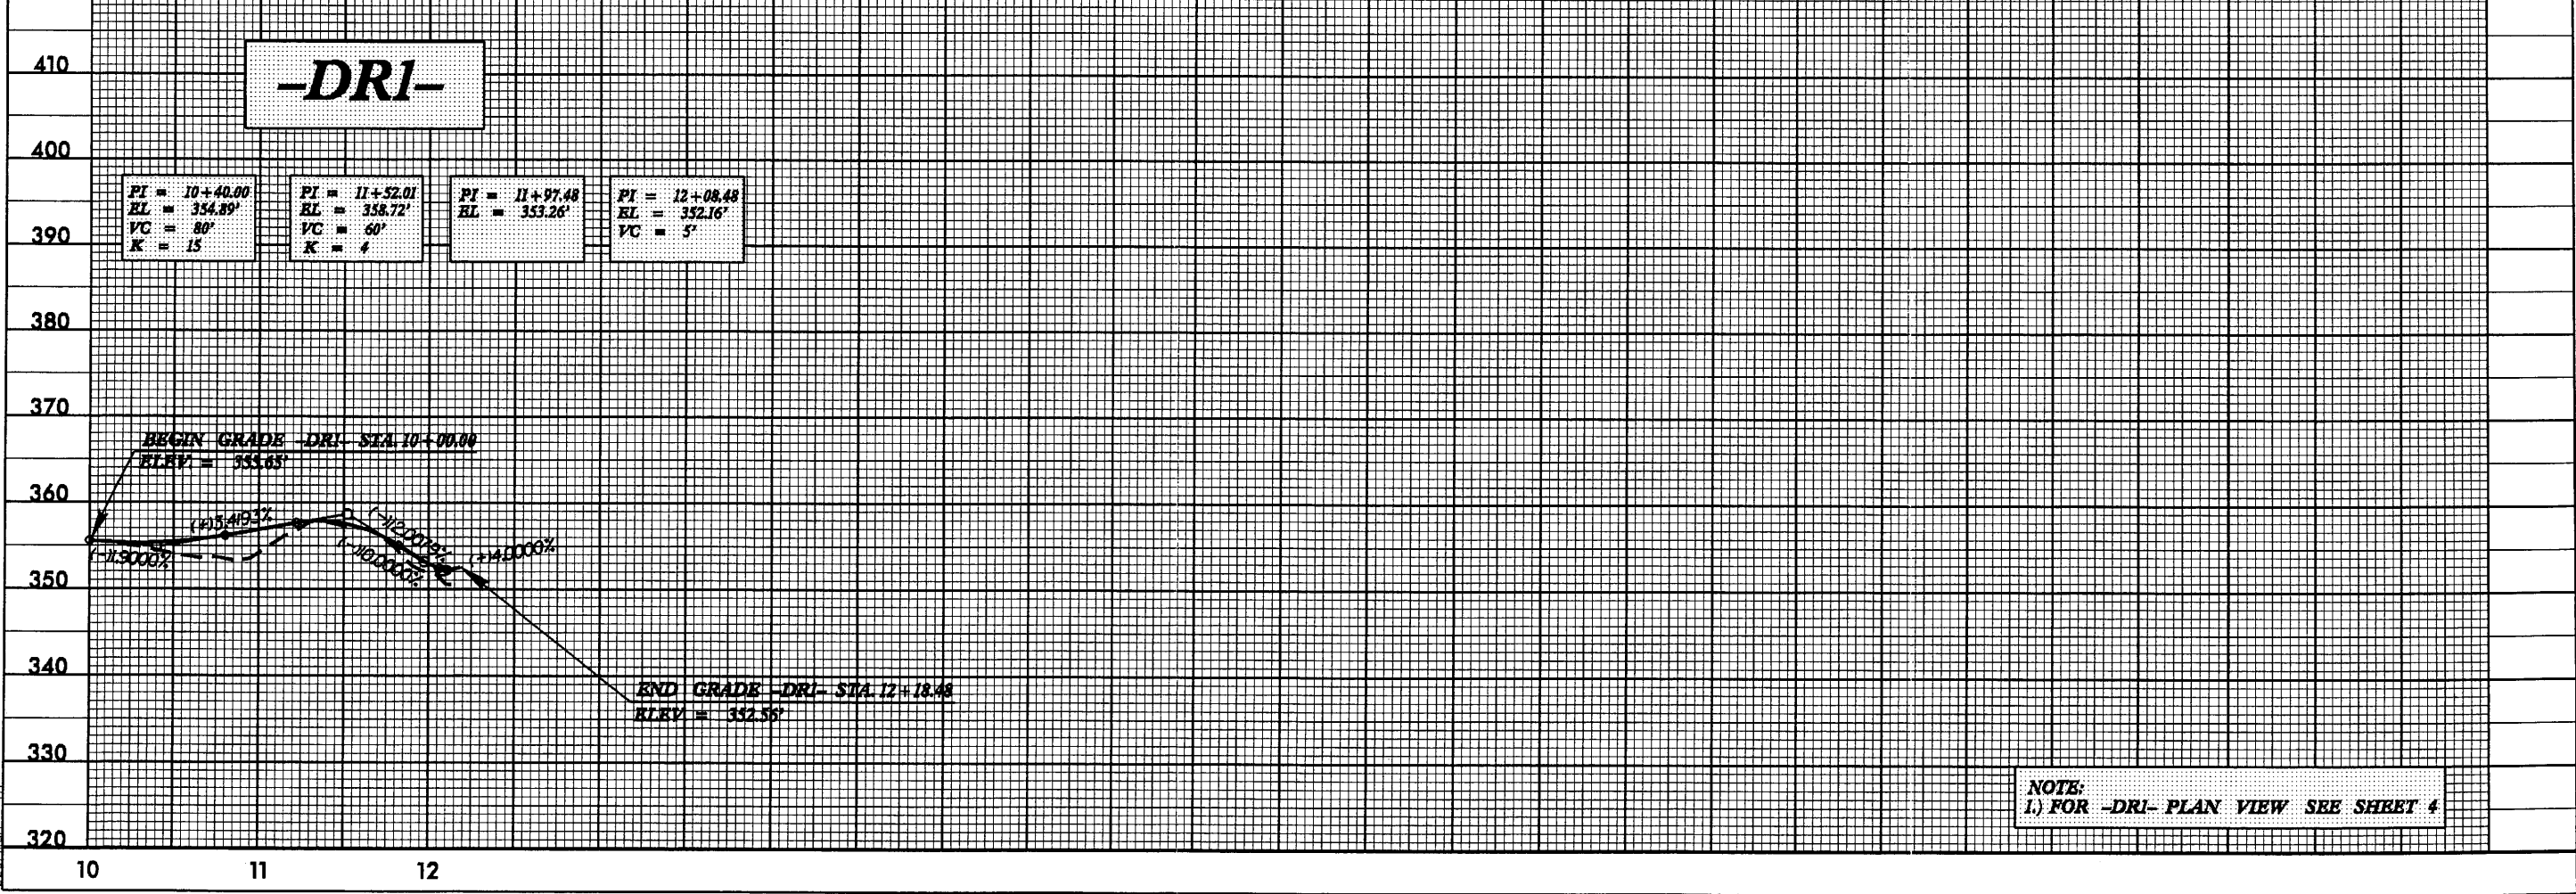 410
400
390
380
370
360
350
340
330
320
–DR1–
PI = 10+40.00
EL = 354.89'
VC = 80'
K = 15
PI = 11+52.01
EL = 358.72'
VC = 60'
K = 4
PI = 11+97.48
EL = 353.26'
PI = 12+08.48
EL = 352.16'
VC = 5'
BEGIN GRADE –DR1– STA. 10+00.00
ELEV = 355.65'
(-)1.9000%
(+)3.4193%
(-)12.0079%
(-)10.0000%
(+)4.0000%
END GRADE –DR1– STA. 12+18.48
ELEV = 352.56'
NOTE:
1.) FOR –DR1– PLAN VIEW SEE SHEET 4
10 11 12